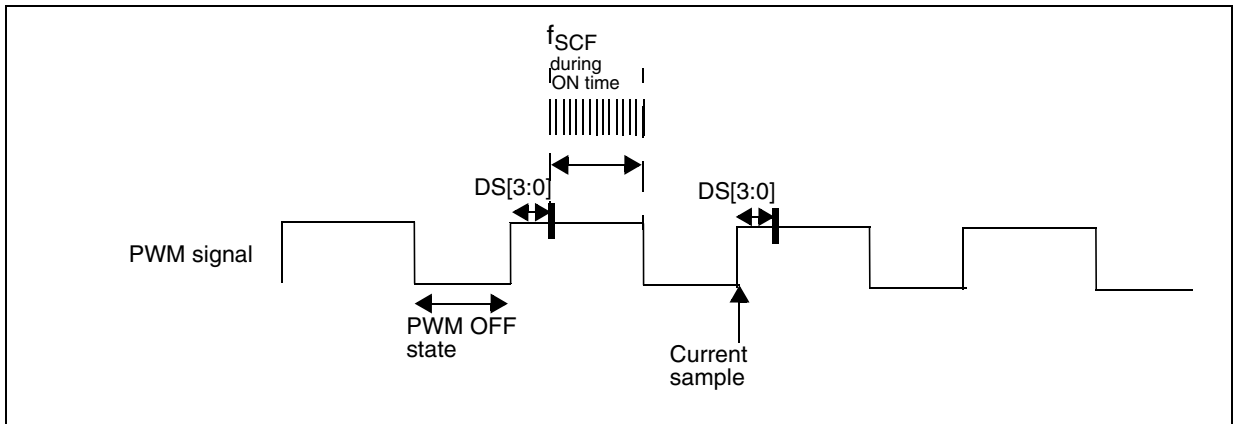 fSCF
during
ON time
DS[3:0]
DS[3:0]
PWM signal
PWM OFF
state
Current
sample